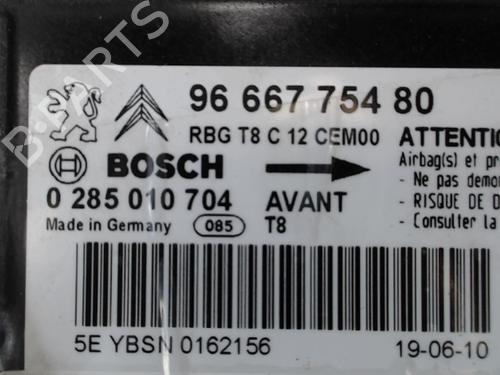 96 667 754 80
RBG T8 C 12 CEM00
BOSCH
0 285 010 704
AVANT
Made in Germany
085
T8
ATTENTIO
Airbag(s) et pr
- Ne pas demo
- RISQUE DE D
- Consulter la
5E YBSN 0162156
19-06-10
B-PARTS